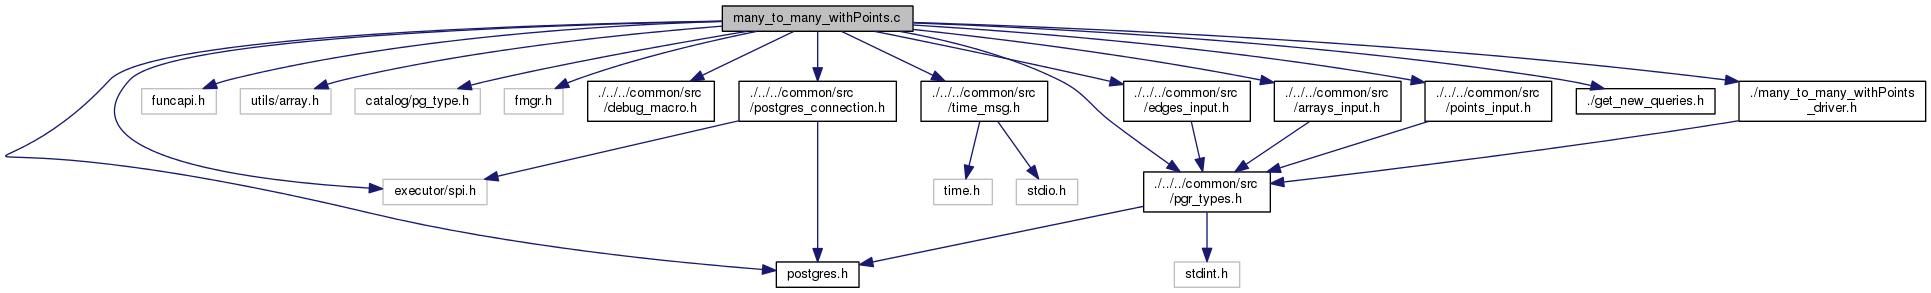 many_to_many_withPoints.c
funcapi.h
utils/array.h
catalog/pg_type.h
fmgr.h
./../../common/src
/debug_macro.h
./../../common/src
/postgres_connection.h
./../../common/src
/time_msg.h
./../../common/src
/edges_input.h
./../../common/src
/arrays_input.h
./../../common/src
/points_input.h
./get_new_queries.h
./many_to_many_withPoints
_driver.h
executor/spi.h
time.h
stdio.h
./../../common/src
/pgr_types.h
postgres.h
stdint.h